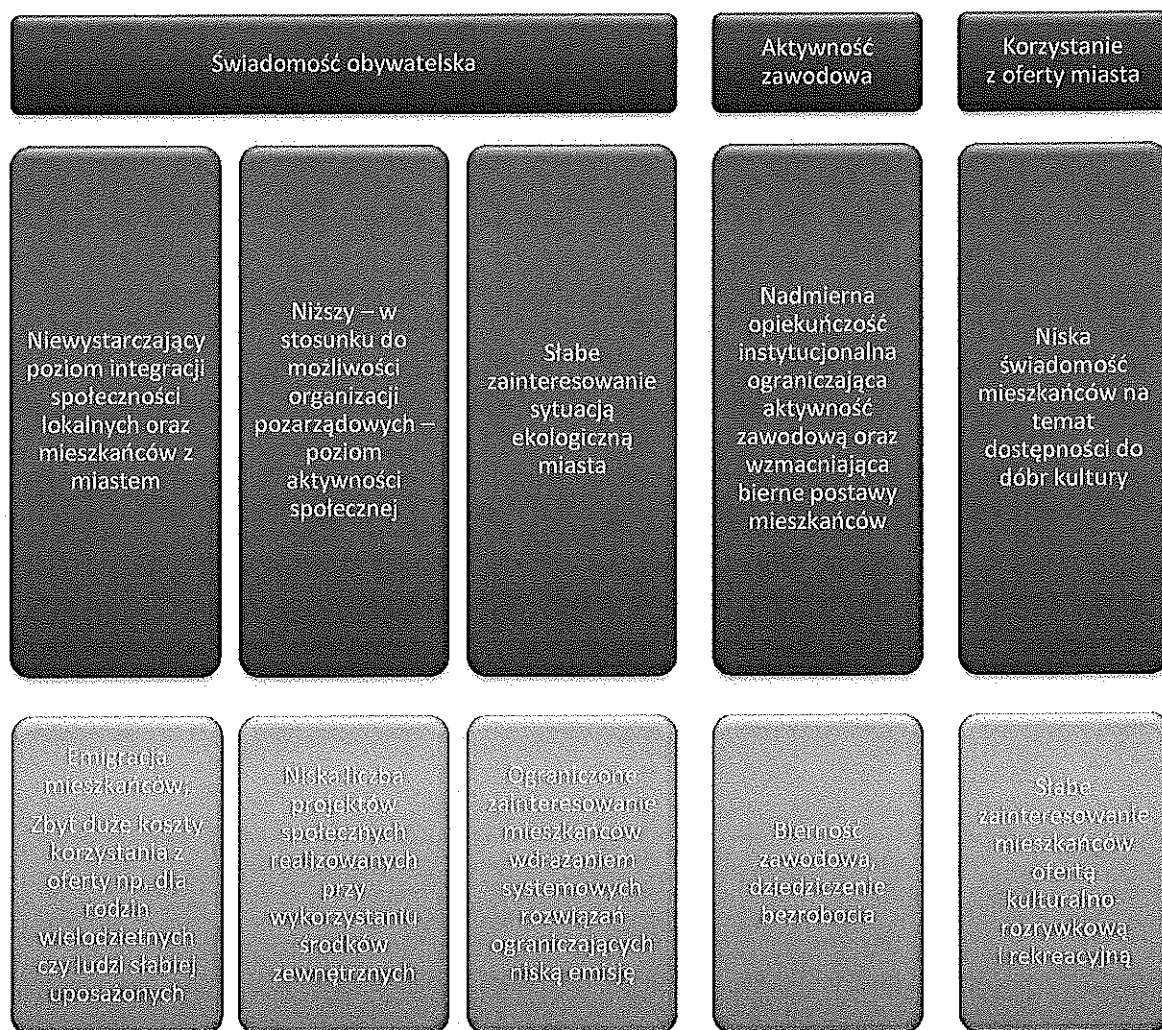 Świadomość obywatelska
Aktywność
zawodowa
Korzystanie
z oferty miasta
Niewystarczający
poziom integracji
społeczności
lokalnych oraz
mieszkańców z
miastem
Niższy – w
stosunku do
możliwości
organizacji
pozarządowych –
poziom
aktywności
społecznej
Słabe
zainteresowanie
sytuacją
ekologiczną
miasta
Nadmierna
opiekuńczość
instytucjonalna
ograniczająca
aktywność
zawodową oraz
wzmacniająca
bierne postawy
mieszkańców
Niska
świadomość
mieszkańców na
temat
dostępności do
dóbr kultury
Emigracja
mieszkańców,
Zbyt duże koszty
korzystania z
oferty np. dla
rodzin
wielodzietnych
czy ludzi słabiej
uposażonych
Niska liczba
projektów
społecznych
realizowanych
przy
wykorzystaniu
środków
zewnętrznych
Ograniczone
zainteresowanie
mieszkańców
wdrażaniem
systemowych
rozwiązań
ograniczających
niską emisję
Bierność
zawodowa,
dziedziczenie
bezrobocia
Słabe
zainteresowanie
mieszkańców
ofertą
kulturalno-
rozrywkową
i rekreacyjną